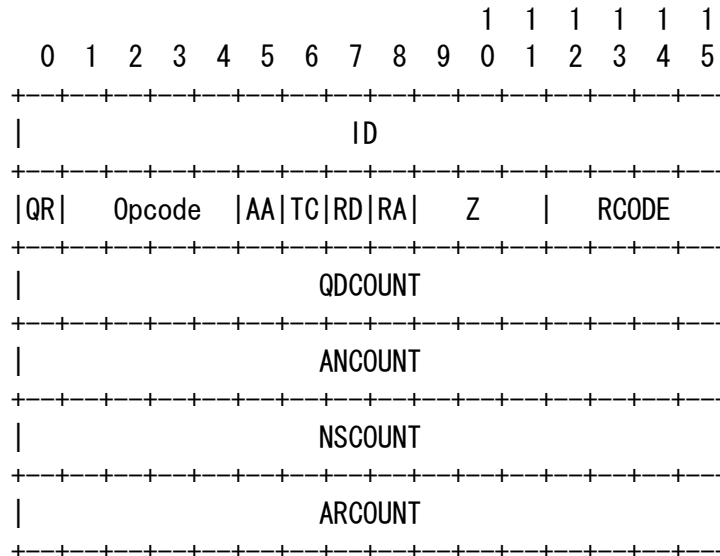 1  1  1  1  1  1
  0  1  2  3  4  5  6  7  8  9  0  1  2  3  4  5
+--+--+--+--+--+--+--+--+--+--+--+--+--+--+--+-
|                      ID
+--+--+--+--+--+--+--+--+--+--+--+--+--+--+--+-
|QR|   Opcode  |AA|TC|RD|RA|   Z    |   RCODE
+--+--+--+--+--+--+--+--+--+--+--+--+--+--+--+-
|                    QDCOUNT
+--+--+--+--+--+--+--+--+--+--+--+--+--+--+--+-
|                    ANCOUNT
+--+--+--+--+--+--+--+--+--+--+--+--+--+--+--+-
|                    NSCOUNT
+--+--+--+--+--+--+--+--+--+--+--+--+--+--+--+-
|                    ARCOUNT
+--+--+--+--+--+--+--+--+--+--+--+--+--+--+--+-